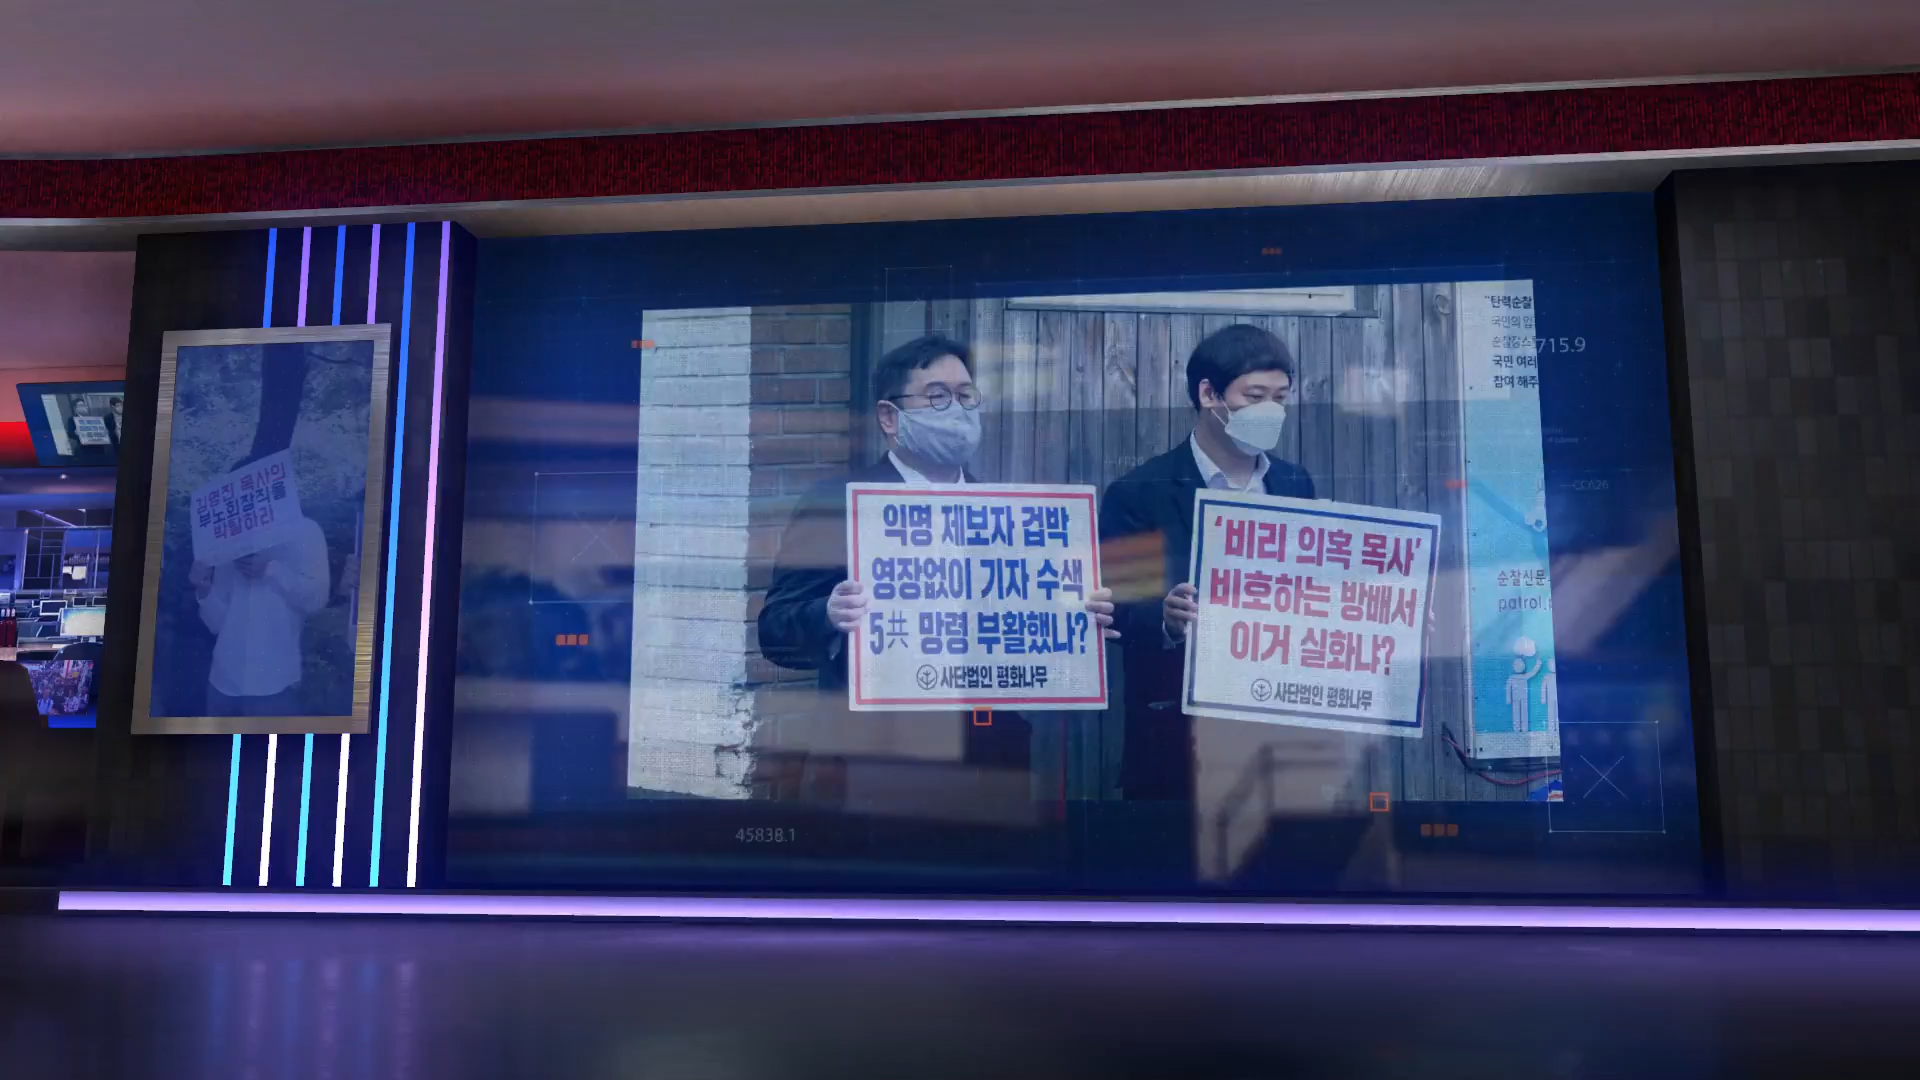 김명진 목사의
부노회장직을
박탈하라
익명 제보자 겁박
영장없이 기자 수색
5共 망령 부활했나?
사단법인 평화나무
'비리 의혹 목사'
비호하는 방배서
이거 실화냐?
사단법인 평화나무
"탄력순찰
국민의
국민 여러
참여 해주
715.9
CCA26
순찰신문
patrol.
45838.1